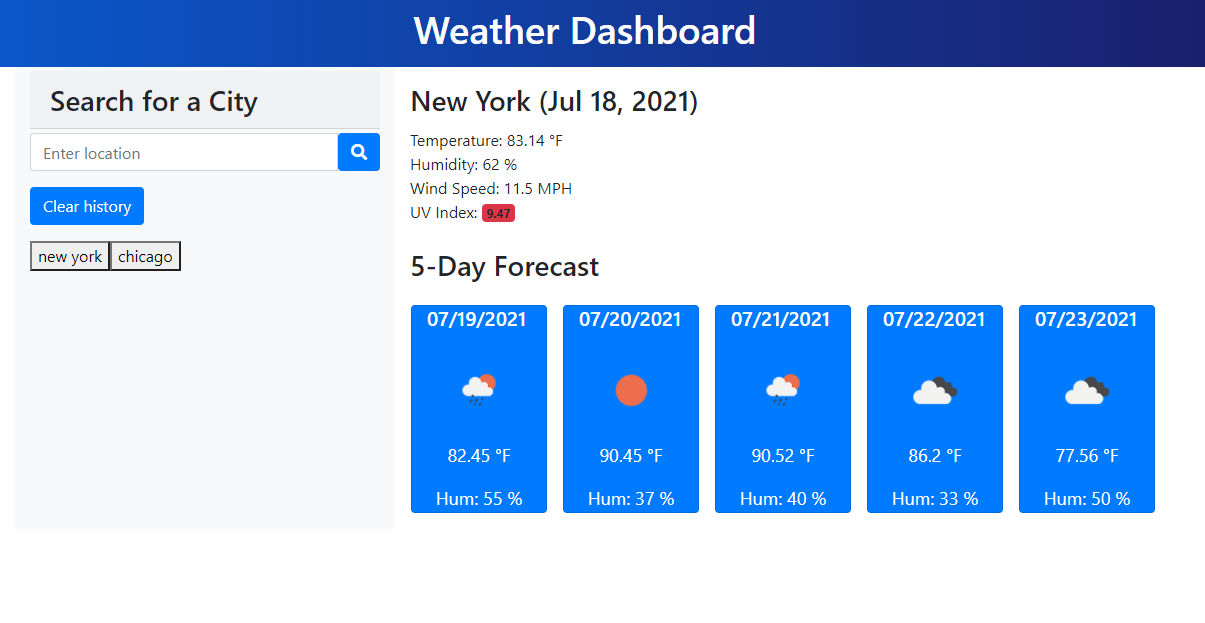 Weather Dashboard
Search for a City
Enter location
Clear history
new york chicago
New York (Jul 18, 2021)
Temperature: 83.14 °F
Humidity: 62 %
Wind Speed: 11.5 MPH
UV Index: 9.47
5-Day Forecast
07/19/2021
82.45 °F
Hum: 55 %
07/20/2021
90.45 °F
Hum: 37 %
07/21/2021
90.52 °F
Hum: 40 %
07/22/2021
86.2 °F
Hum: 33 %
07/23/2021
77.56 °F
Hum: 50 %